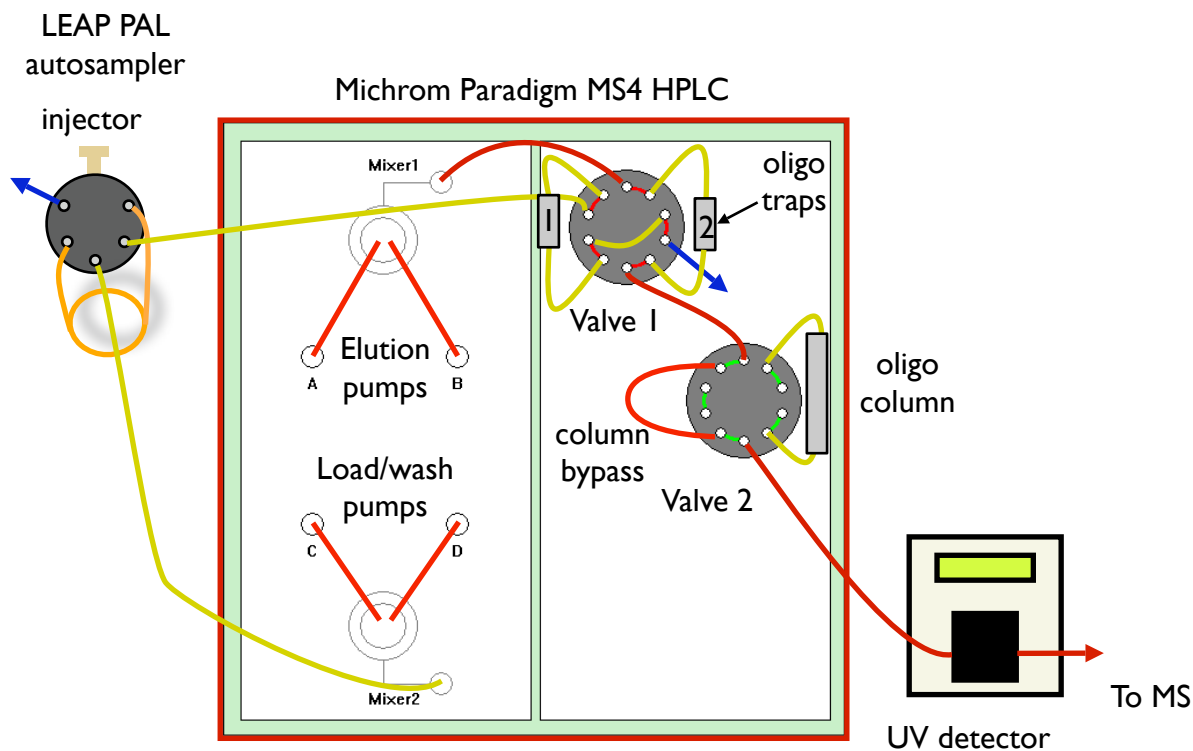 LEAP PAL
autosampler
injector
Michrom Paradigm MS4 HPLC
Mixer1
1
2
oligo
traps
Valve 1
Elution
pumps
A
B
oligo
column
column
bypass
Valve 2
Load/wash
pumps
C
D
Mixer2
To MS
UV detector